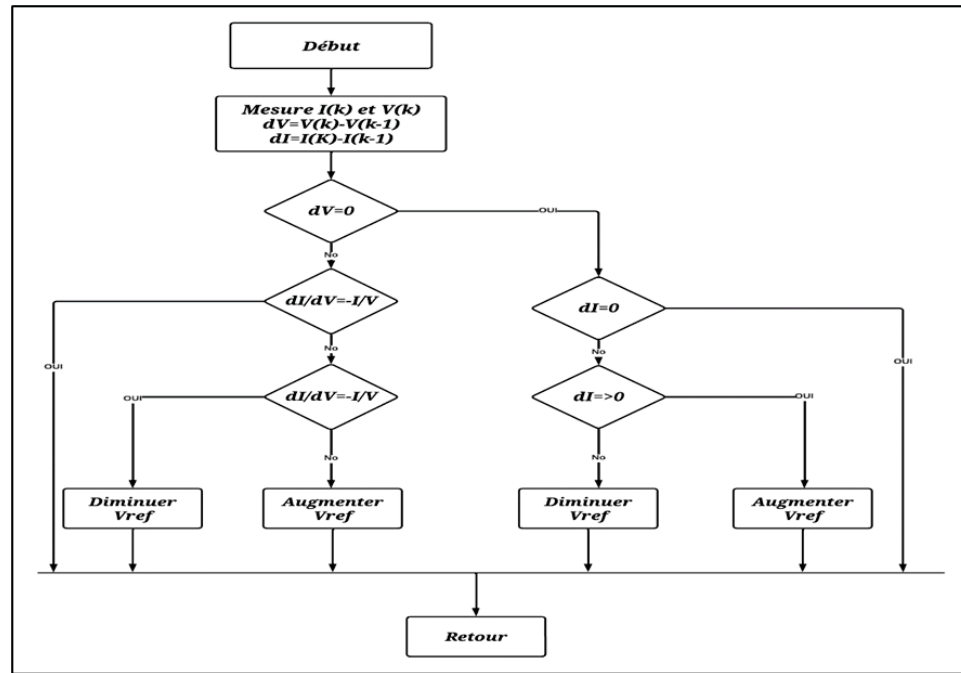 Début
Mesure I(k) et V(k)
dV=V(k)-V(k-1)
dI=I(K)-I(k-1)
dV=0
OUI
No
dI/dV=-I/V
dI=0
OUI
No
No
OUI
dI/dV=-I/V
OUI
dI=>0
OUI
No
No
Diminuer
Vref
Augmenter
Vref
Diminuer
Vref
Augmenter
Vref
Retour